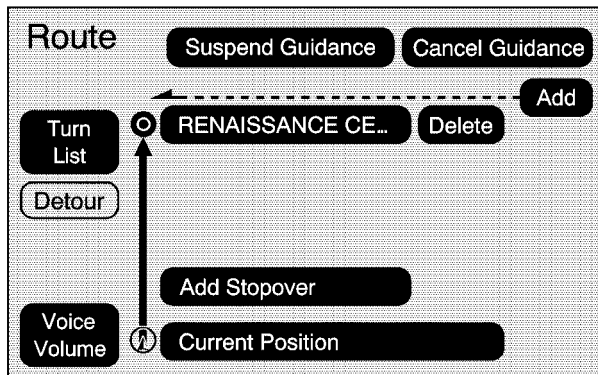 Route
Suspend Guidance
Cancel Guidance
Add
Turn
List
RENAISSANCE CE...
Delete
Detour
Add Stopover
Voice
Volume
Current Position